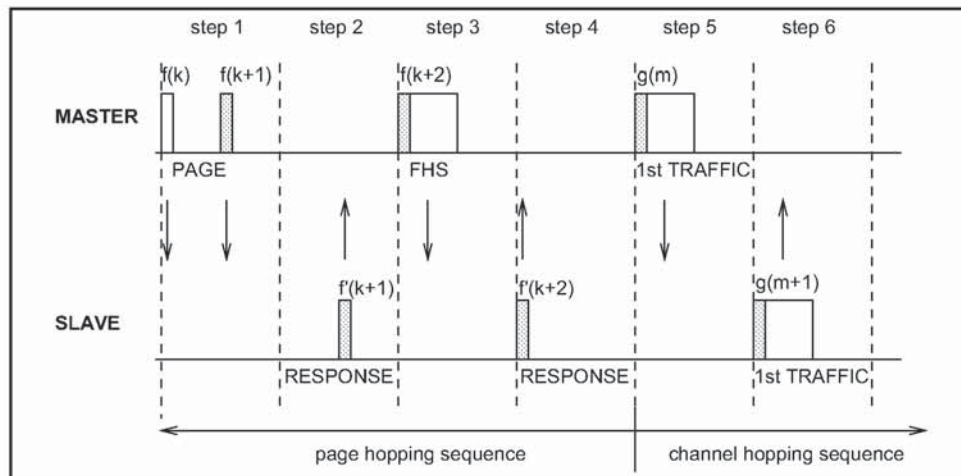 step 1 step 2 step 3 step 4 step 5 step 6
f(k) f(k+1) f(k+2) g(m)
MASTER
PAGE FHS 1st TRAFFIC
f'(k+1) f'(k+2) g(m+1)
SLAVE
RESPONSE RESPONSE 1st TRAFFIC
page hopping sequence channel hopping sequence